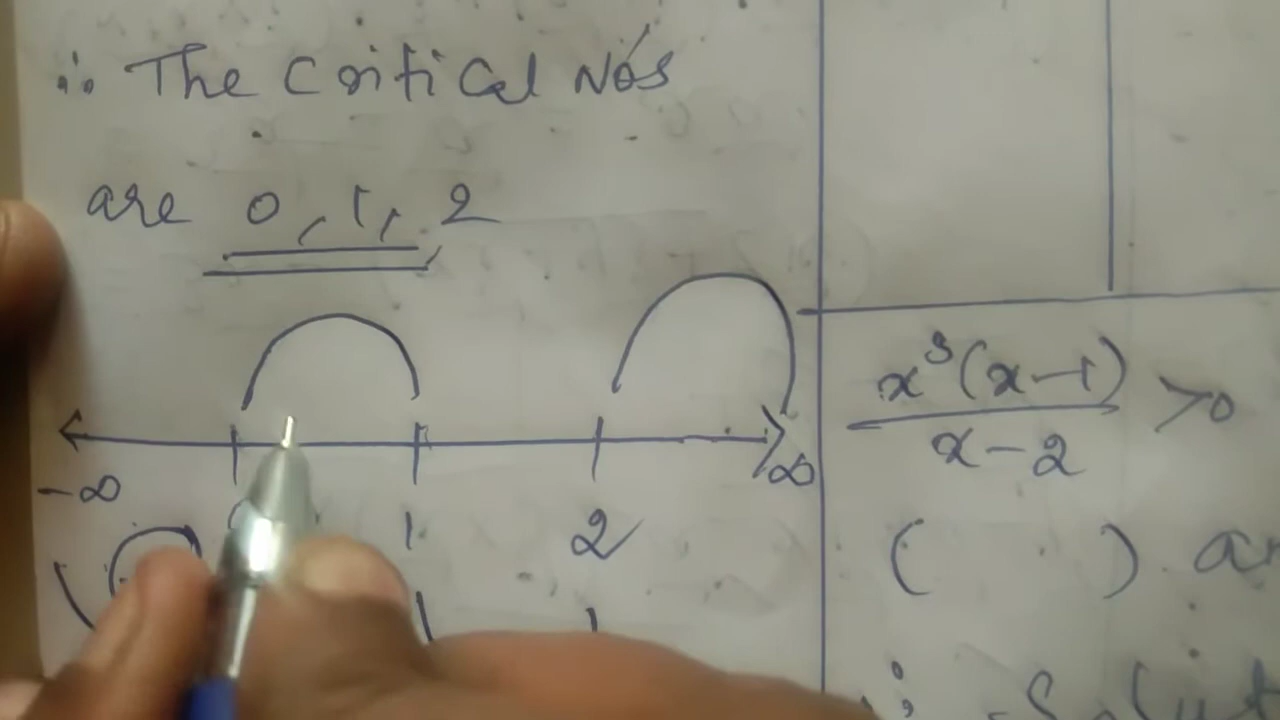 ∴ The Critical Nos
are 0, 1, 2
-∞ 1 2 ∞
x³(x-1)
x-2
>0
( )